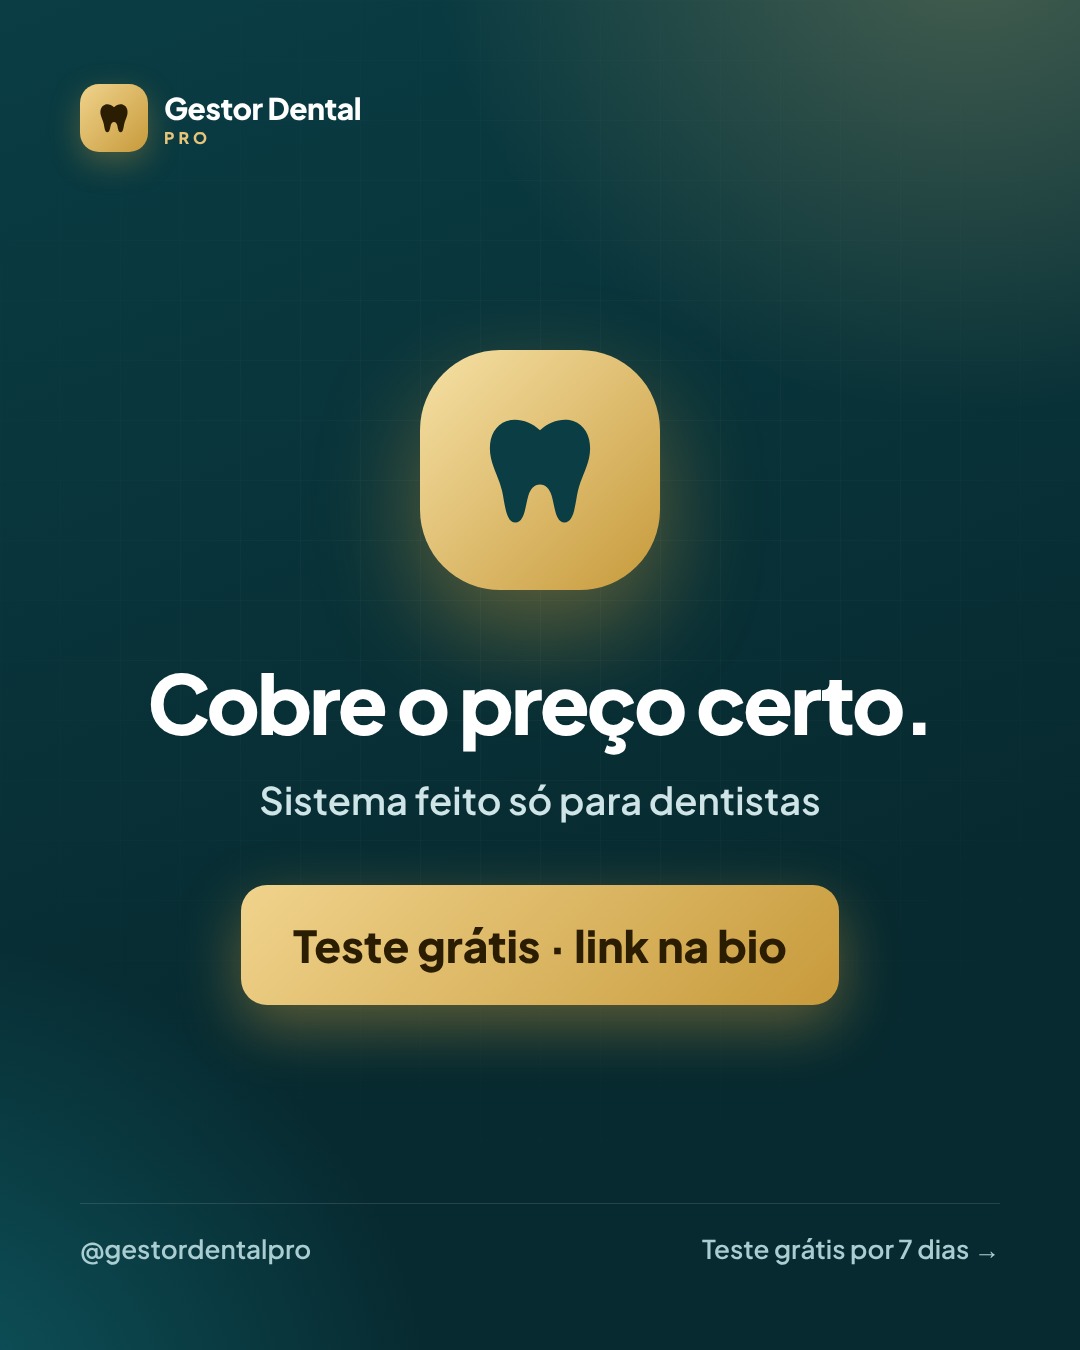 Gestor Dental
PRO
Cobre o preço certo.
Sistema feito só para dentistas
Teste grátis · link na bio
@gestordentalpro
Teste grátis por 7 dias →